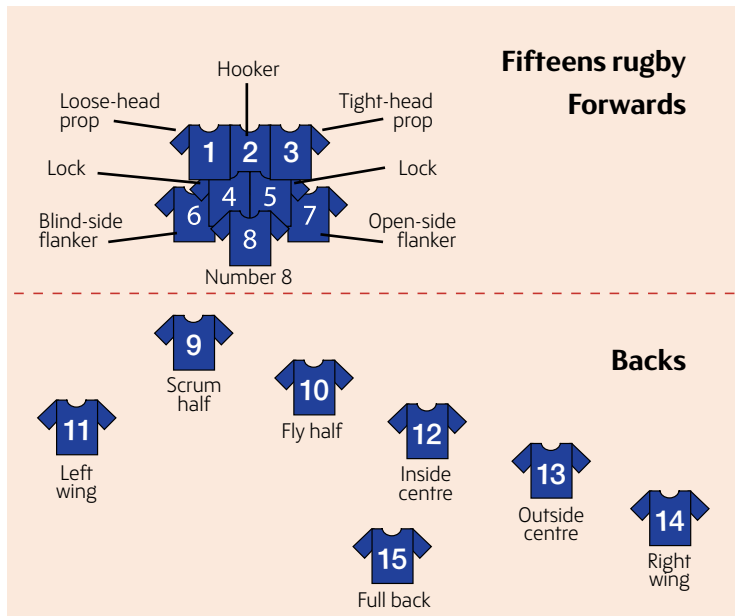 Fifteens rugby
Forwards
Hooker
Loose-head
prop
Tight-head
prop
1
2
3
Lock
Lock
4
5
6
7
Blind-side
flanker
Open-side
flanker
8
Number 8
Backs
9
Scrum
half
10
Fly half
11
Left
wing
12
Inside
centre
13
Outside
centre
14
Right
wing
15
Full back